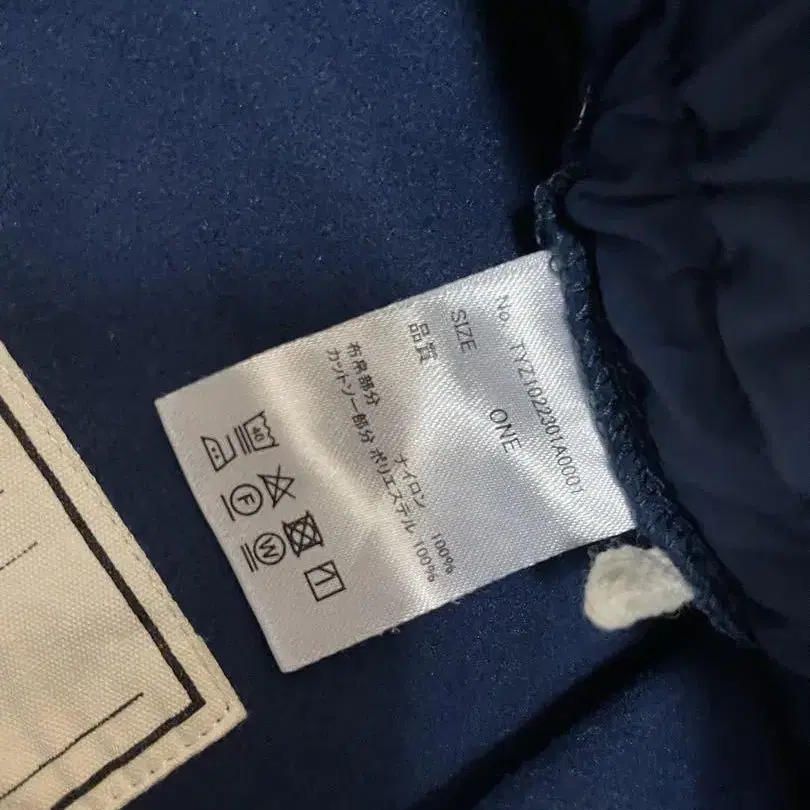 No. TYZ1022301A0001
SIZE ONE
品質
布帛部分 ナイロン 100%
カットソー部分 ポリエステル 100%
40
F
W